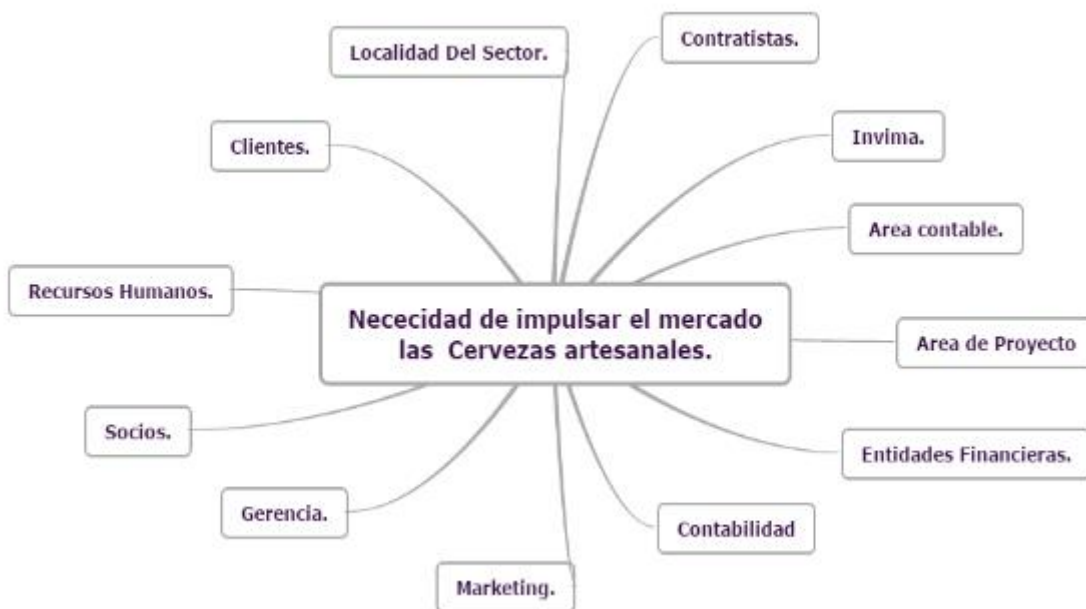 Localidad Del Sector.
Contratistas.
Clientes.
Invima.
Area contable.
Recursos Humanos.
Nececidad de impulsar el mercado
las Cervezas artesanales.
Area de Proyecto
Socios.
Entidades Financieras.
Gerencia.
Contabilidad
Marketing.